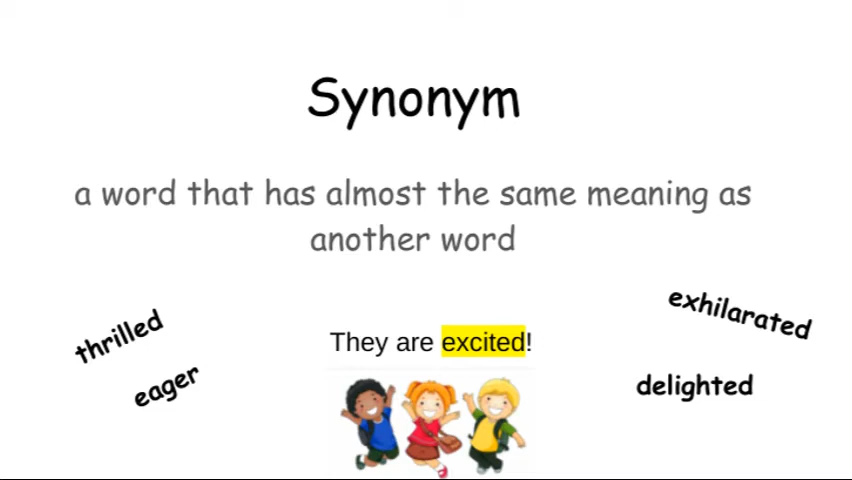 Synonym
a word that has almost the same meaning as
another word
thrilled
exhilarated
They are excited!
eager
delighted